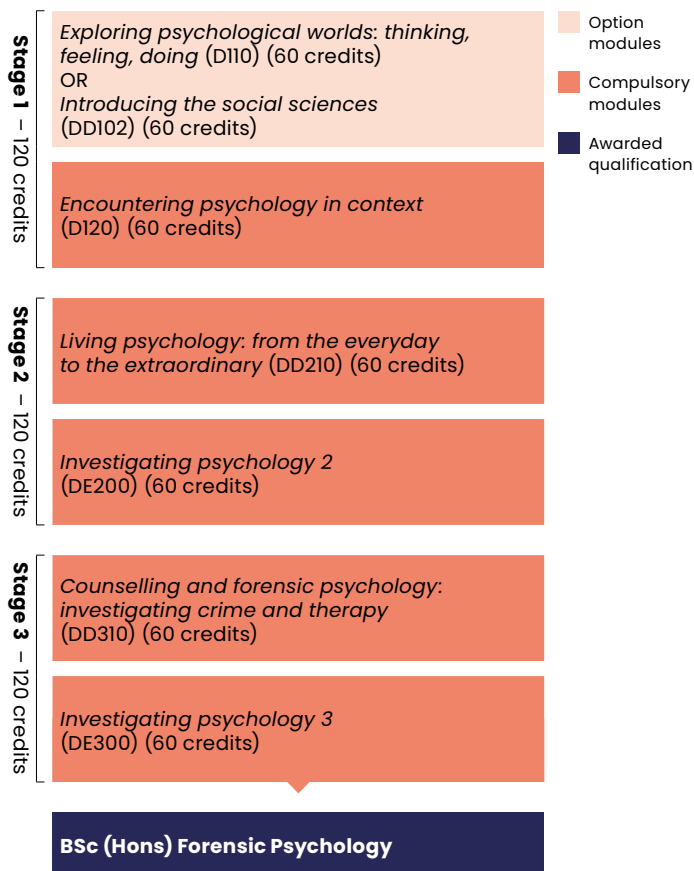 Stage 1 – 120 credits
Exploring psychological worlds: thinking,
feeling, doing (D110) (60 credits)
OR
Introducing the social sciences
(DD102) (60 credits)
Encountering psychology in context
(D120) (60 credits)
Stage 2 – 120 credits
Living psychology: from the everyday
to the extraordinary (DD210) (60 credits)
Investigating psychology 2
(DE200) (60 credits)
Stage 3 – 120 credits
Counselling and forensic psychology:
investigating crime and therapy
(DD310) (60 credits)
Investigating psychology 3
(DE300) (60 credits)
BSc (Hons) Forensic Psychology
Option
modules
Compulsory
modules
Awarded
qualification